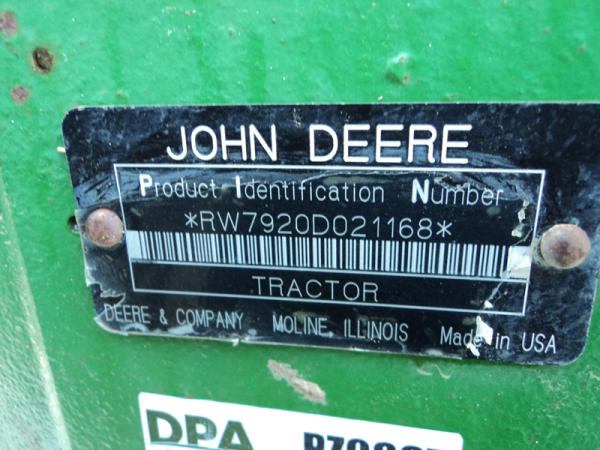 JOHN DEERE
Product Identification Number
*RW7920D021168*
TRACTOR
DEERE & COMPANY MOLINE, ILLINOIS Made in USA
DPA